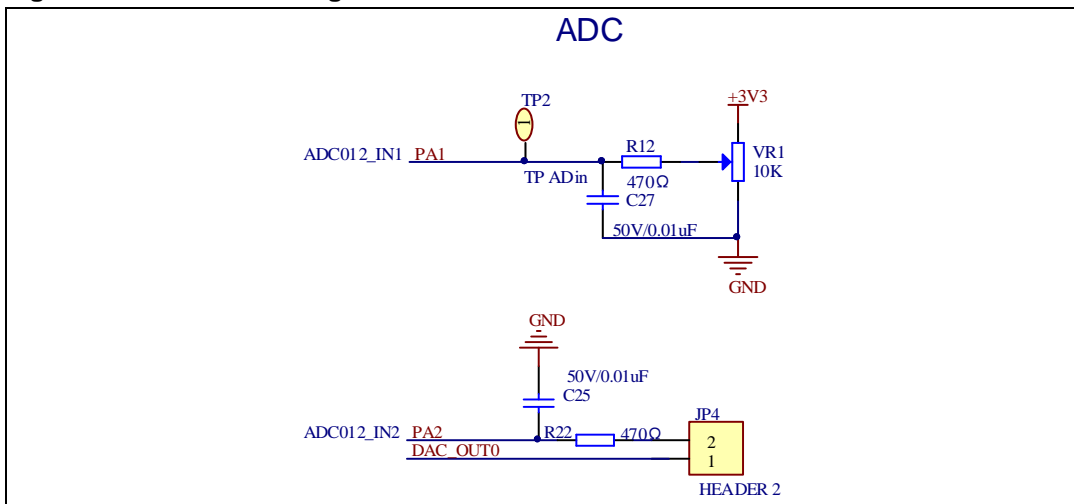 ADC
+3V3
TP2
1
R12
VR1
10K
ADC012_IN1 PA1
TP ADin
470Ω
C27
50V/0.01uF
GND
GND
50V/0.01uF
C25
JP4
ADC012_IN2 PA2
R22 470Ω
2
DAC_OUT0
1
HEADER 2